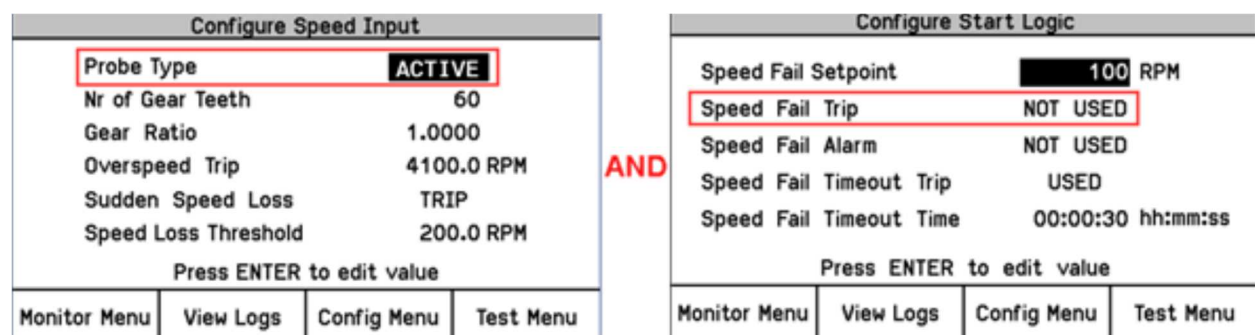 Configure Speed Input
Probe Type ACTIVE
Nr of Gear Teeth 60
Gear Ratio 1.0000
Overspeed Trip 4100.0 RPM
Sudden Speed Loss TRIP
Speed Loss Threshold 200.0 RPM
Press ENTER to edit value
Monitor Menu View Logs Config Menu Test Menu
AND
Configure Start Logic
Speed Fail Setpoint 100 RPM
Speed Fail Trip NOT USED
Speed Fail Alarm NOT USED
Speed Fail Timeout Trip USED
Speed Fail Timeout Time 00:00:30 hh:mm:ss
Press ENTER to edit value
Monitor Menu View Logs Config Menu Test Menu